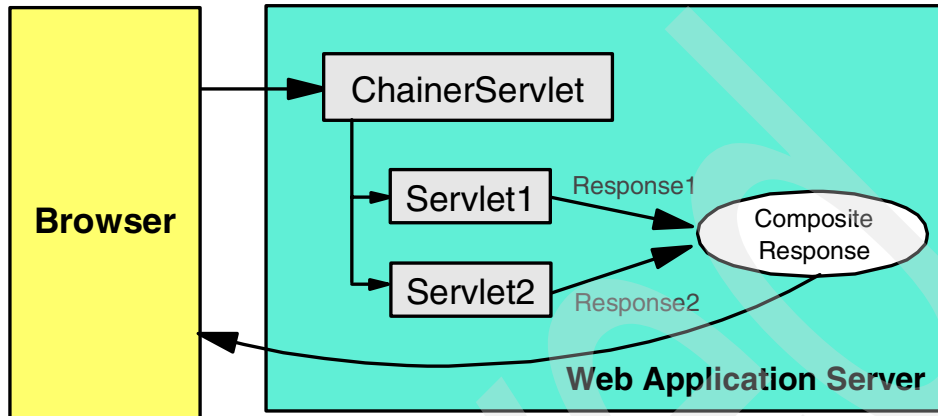 ChainerServlet
Browser
Servlet1
Response1
Composite
Response
Servlet2
Response2
Web Application Server